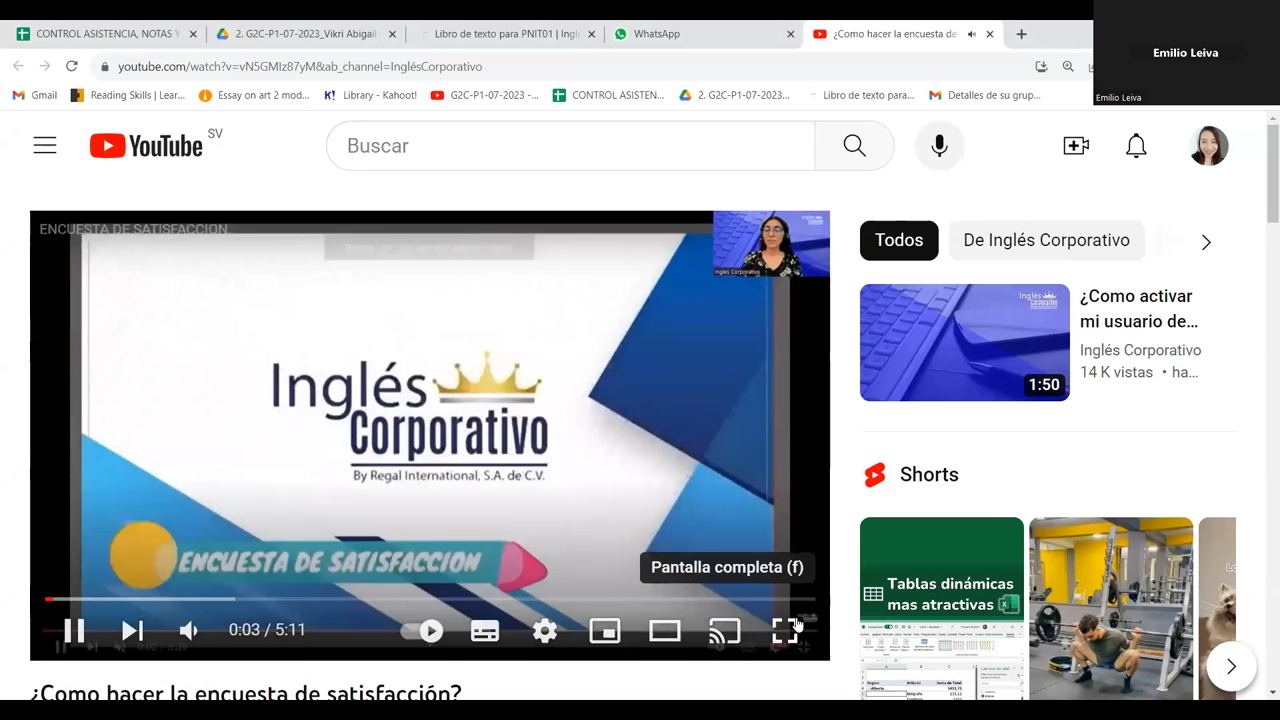 CONTROL ASISTENCIA, NOTAS Y
2. G2C-P1-07-2023_Vikri Abigail
Libro de texto para PNIT01 | Ingl
WhatsApp
¿Como hacer la encuesta de
Emilio Leiva
Emilio Leiva
youtube.com/watch?v=vN5GMIz87yM&ab_channel=InglésCorporativo
Gmail
Reading Skills | Lear...
Essay on art 2 mod...
Library - Kahoot!
G2C-P1-07-2023 -...
CONTROL ASISTEN...
2. G2C-P1-07-2023...
Libro de texto para...
Detalles de su grup...
YouTube SV
Buscar
ENCUESTA DE SATISFACCION
Inglés Corporativo
Inglés
Corporativo
By Regal International, S.A. de C.V.
ENCUESTA DE SATISFACCION
Pantalla completa (f)
0:03 / 5:11
¿Como hacer la encuesta de satisfacción?
Todos
De Inglés Corporativo
Inglés Corporativo
¿Como activar
mi usuario de...
Inglés Corporativo
14 K vistas • ha...
1:50
Shorts
Tablas dinámicas
mas atractivas